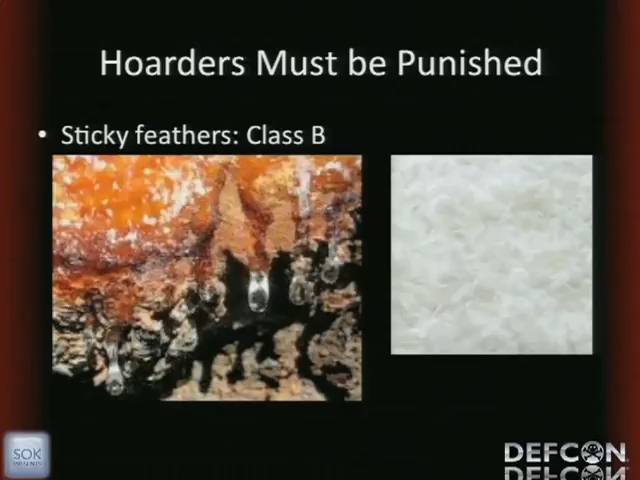 Hoarders Must be Punished
• Sticky feathers: Class B
SOK
DEFCON